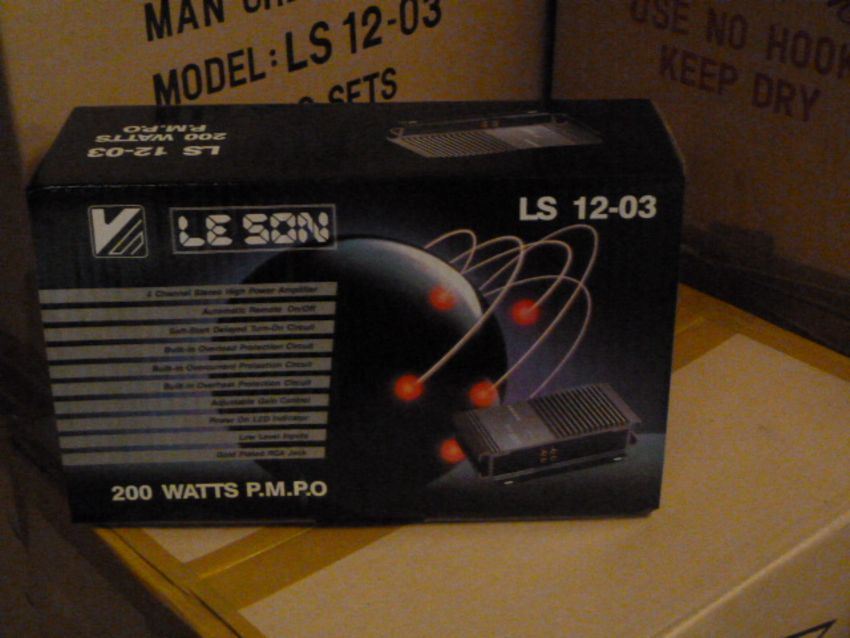 MAN
MODEL: LS 12-03
SETS
USE NO HOOK
KEEP DRY
LS 12-03
200 WATTS
P.M.P.O
LE SON
LS 12-03
Channel Stereo High Power Amplifier
Automatic Remote On/Off
Soft-Start Delayed Turn-On Circuit
Built-in Overload Protection Circuit
Built-in Overcurrent Protection Circuit
Built-in Overheat Protection Circuit
Adjustable Gain Control
Power On LED Indicator
Low Level Inputs
Gold Plated RCA Jack
200 WATTS P.M.P.O